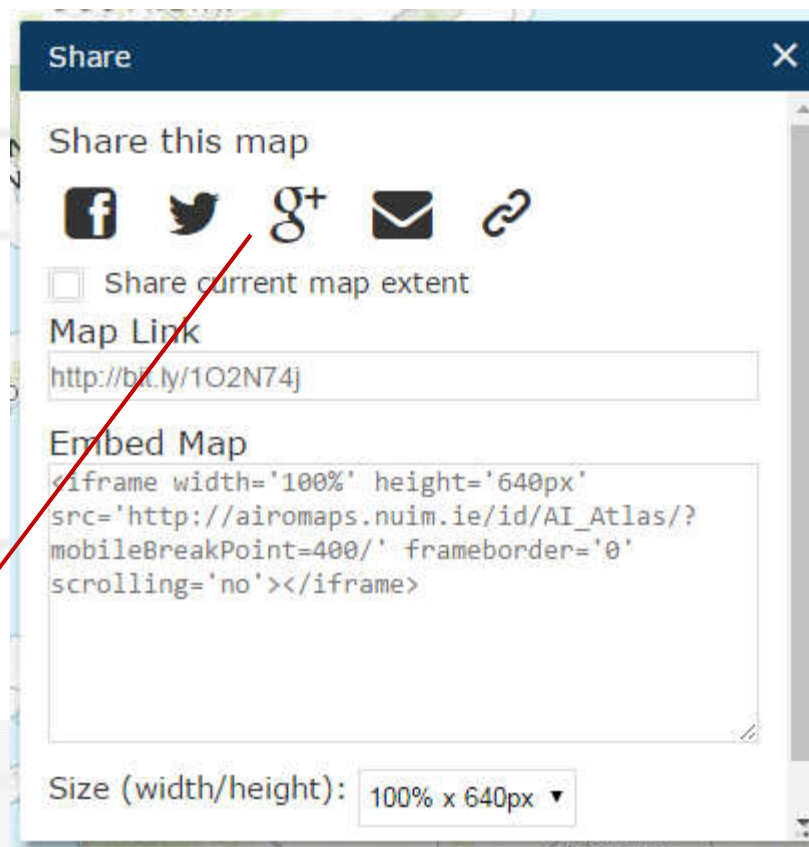 Share
Share this map
g+
Share current map extent
Map Link
http://bit.ly/1O2N74j
Embed Map
<iframe width='100%' height='640px'
src='http://airomaps.nuim.ie/id/AI_Atlas/?
mobileBreakPoint=400/' frameborder='0'
scrolling='no'></iframe>
Size (width/height):
100% x 640px